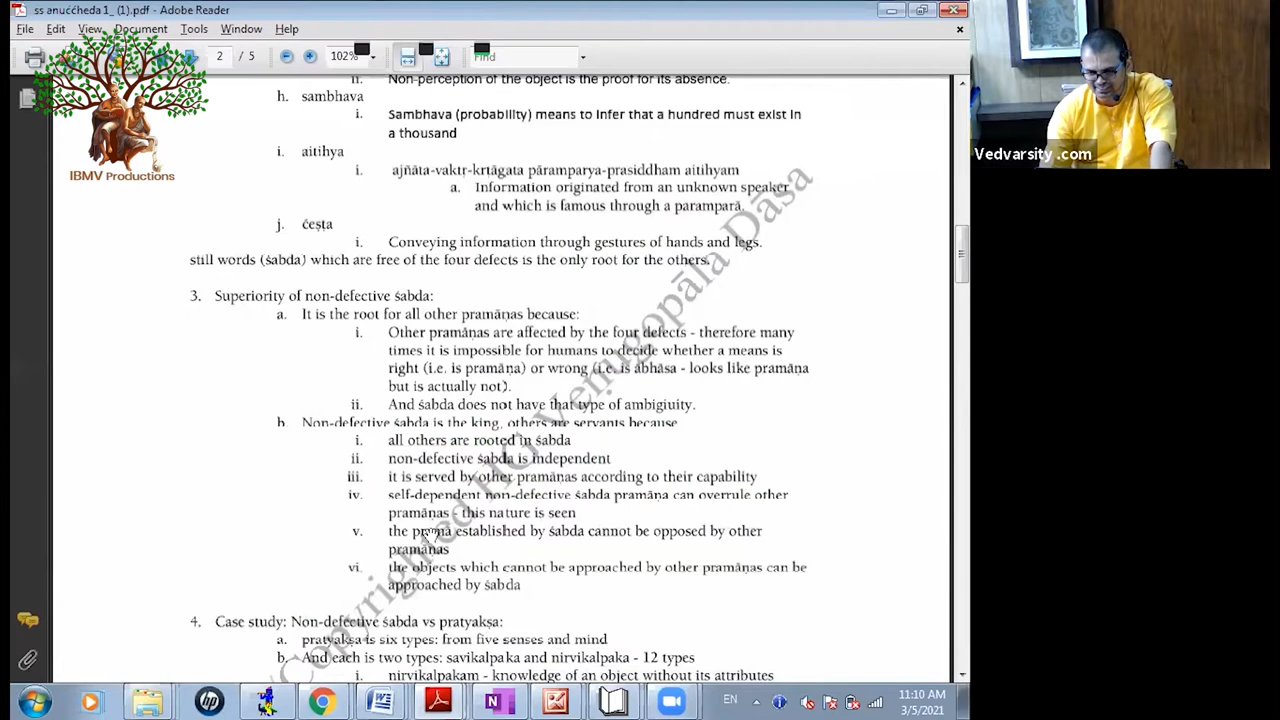 ss anuććheda 1_ (1).pdf - Adobe Reader
File Edit View Document Tools Window Help
2 / 5 102% Find
IBMV Productions
Vedvarsity .com
ii. Non-perception of the object is the proof for its absence.
h. sambhava
i. Sambhava (probability) means to infer that a hundred must exist in
a thousand
i. aitihya
i. ajñāta-vaktṛ-kṛtāgata pāramparya-prasiddham aitihyam
a. Information originated from an unknown speaker
and which is famous through a paramparā.
j. ćeṣṭa
i. Conveying information through gestures of hands and legs.
still words (śabda) which are free of the four defects is the only root for the others.
3. Superiority of non-defective śabda:
a. It is the root for all other pramāṇas because:
i. Other pramāṇas are affected by the four defects - therefore many
times it is impossible for humans to decide whether a means is
right (i.e. is pramāṇa) or wrong (i.e. is ābhāsa - looks like pramāṇa
but is actually not).
ii. And śabda does not have that type of ambigiuity.
b. Non-defective śabda is the king, others are servants because
i. all others are rooted in śabda
ii. non-defective śabda is independent
iii. it is served by other pramāṇas according to their capability
iv. self-dependent non-defective śabda pramāṇa can overrule other
pramāṇas - this nature is seen
v. the pramā established by śabda cannot be opposed by other
pramāṇas
vi. the objects which cannot be approached by other pramāṇas can be
approached by śabda
4. Case study: Non-defective śabda vs pratyakṣa:
a. pratyakṣa is six types: from five senses and mind
b. And each is two types: savikalpaka and nirvikalpaka - 12 types
i. nirvikalpakam - knowledge of an object without its attributes
/Copyrighted HG Veṇugopāla Dāsa
EN 11:10 AM
3/5/2021